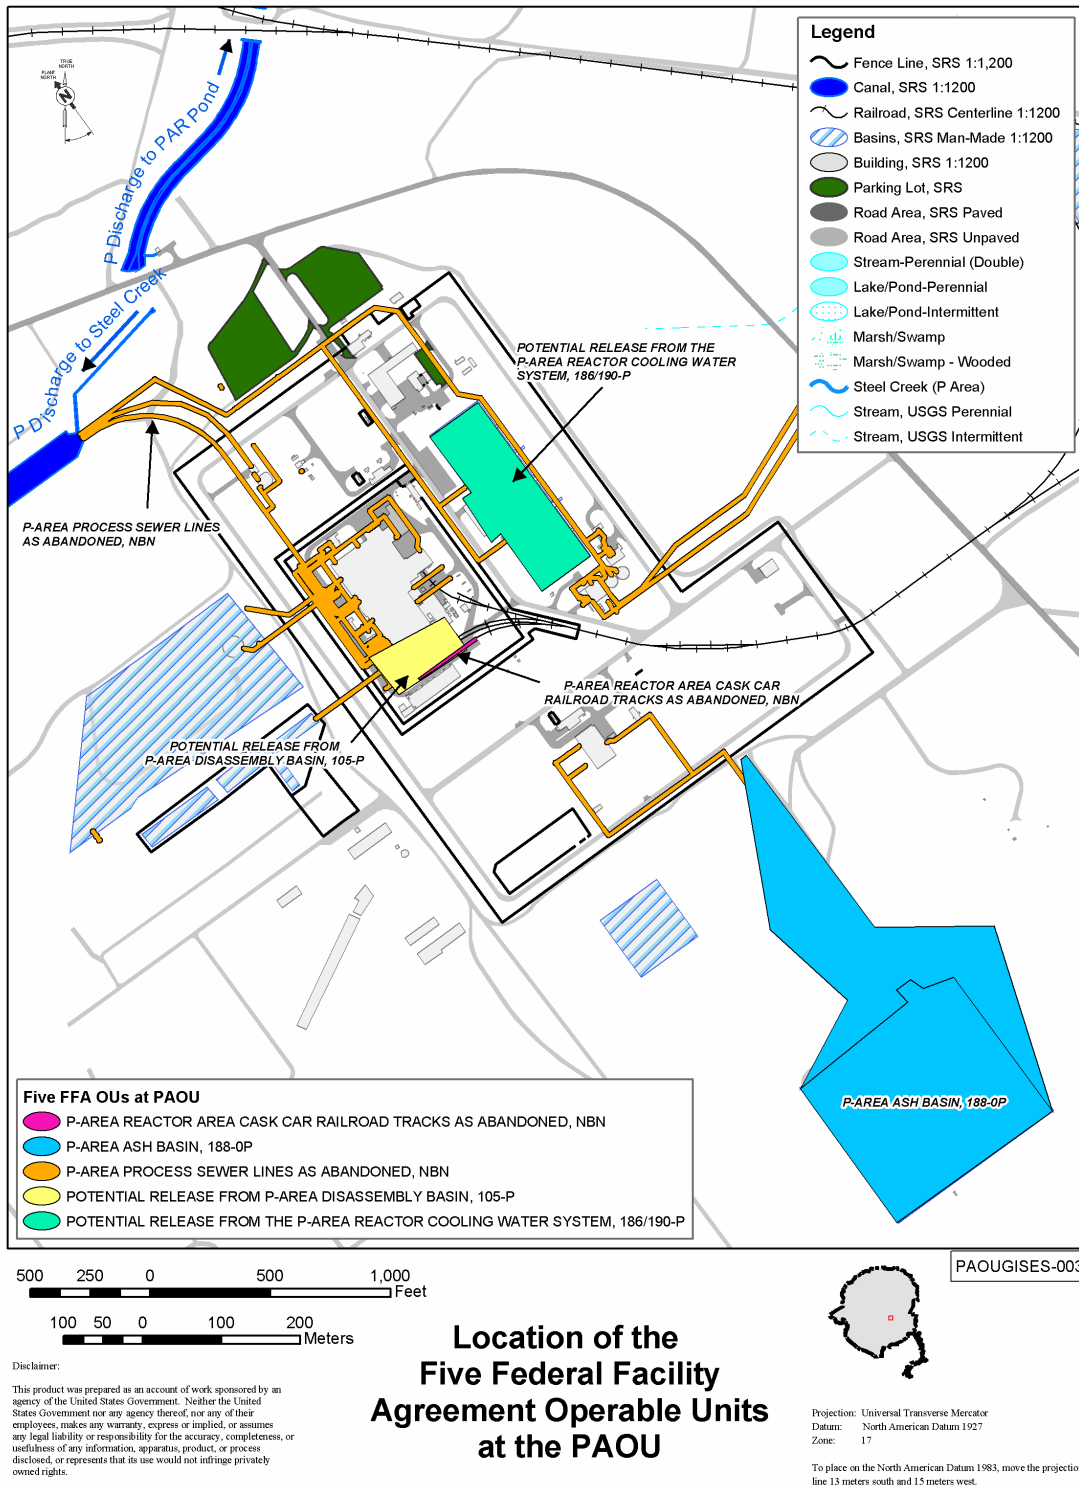 Legend
Fence Line, SRS 1:1,200
Canal, SRS 1:1200
Railroad, SRS Centerline 1:1200
Basins, SRS Man-Made 1:1200
Building, SRS 1:1200
Parking Lot, SRS
Road Area, SRS Paved
Road Area, SRS Unpaved
Stream-Perennial (Double)
Lake/Pond-Perennial
Lake/Pond-Intermittent
Marsh/Swamp
Marsh/Swamp - Wooded
Steel Creek (P Area)
Stream, USGS Perennial
Stream, USGS Intermittent
TRUE
NORTH
PLANT
NORTH
N
P Discharge to PAR Pond
P Discharge to Steel Creek
POTENTIAL RELEASE FROM THE
P-AREA REACTOR COOLING WATER
SYSTEM, 186/190-P
P-AREA PROCESS SEWER LINES
AS ABANDONED, NBN
P-AREA REACTOR AREA CASK CAR
RAILROAD TRACKS AS ABANDONED, NBN
POTENTIAL RELEASE FROM
P-AREA DISASSEMBLY BASIN, 105-P
P-AREA ASH BASIN, 188-0P
Five FFA OUs at PAOU
P-AREA REACTOR AREA CASK CAR RAILROAD TRACKS AS ABANDONED, NBN
P-AREA ASH BASIN, 188-0P
P-AREA PROCESS SEWER LINES AS ABANDONED, NBN
POTENTIAL RELEASE FROM P-AREA DISASSEMBLY BASIN, 105-P
POTENTIAL RELEASE FROM THE P-AREA REACTOR COOLING WATER SYSTEM, 186/190-P
500 250 0 500 1,000
Feet
100 50 0 100 200
Meters
PAOUGISES-003
Location of the
Five Federal Facility
Agreement Operable Units
at the PAOU
Disclaimer:
This product was prepared as an account of work sponsored by an
agency of the United States Government. Neither the United
States Government nor any agency thereof, nor any of their
employees, makes any warranty, express or implied, or assumes
any legal liability or responsibility for the accuracy, completeness, or
usefulness of any information, apparatus, product, or process
disclosed, or represents that its use would not infringe privately
owned rights.
Projection: Universal Transverse Mercator
Datum: North American Datum 1927
Zone: 17
To place on the North American Datum 1983, move the projection
line 13 meters south and 15 meters west.